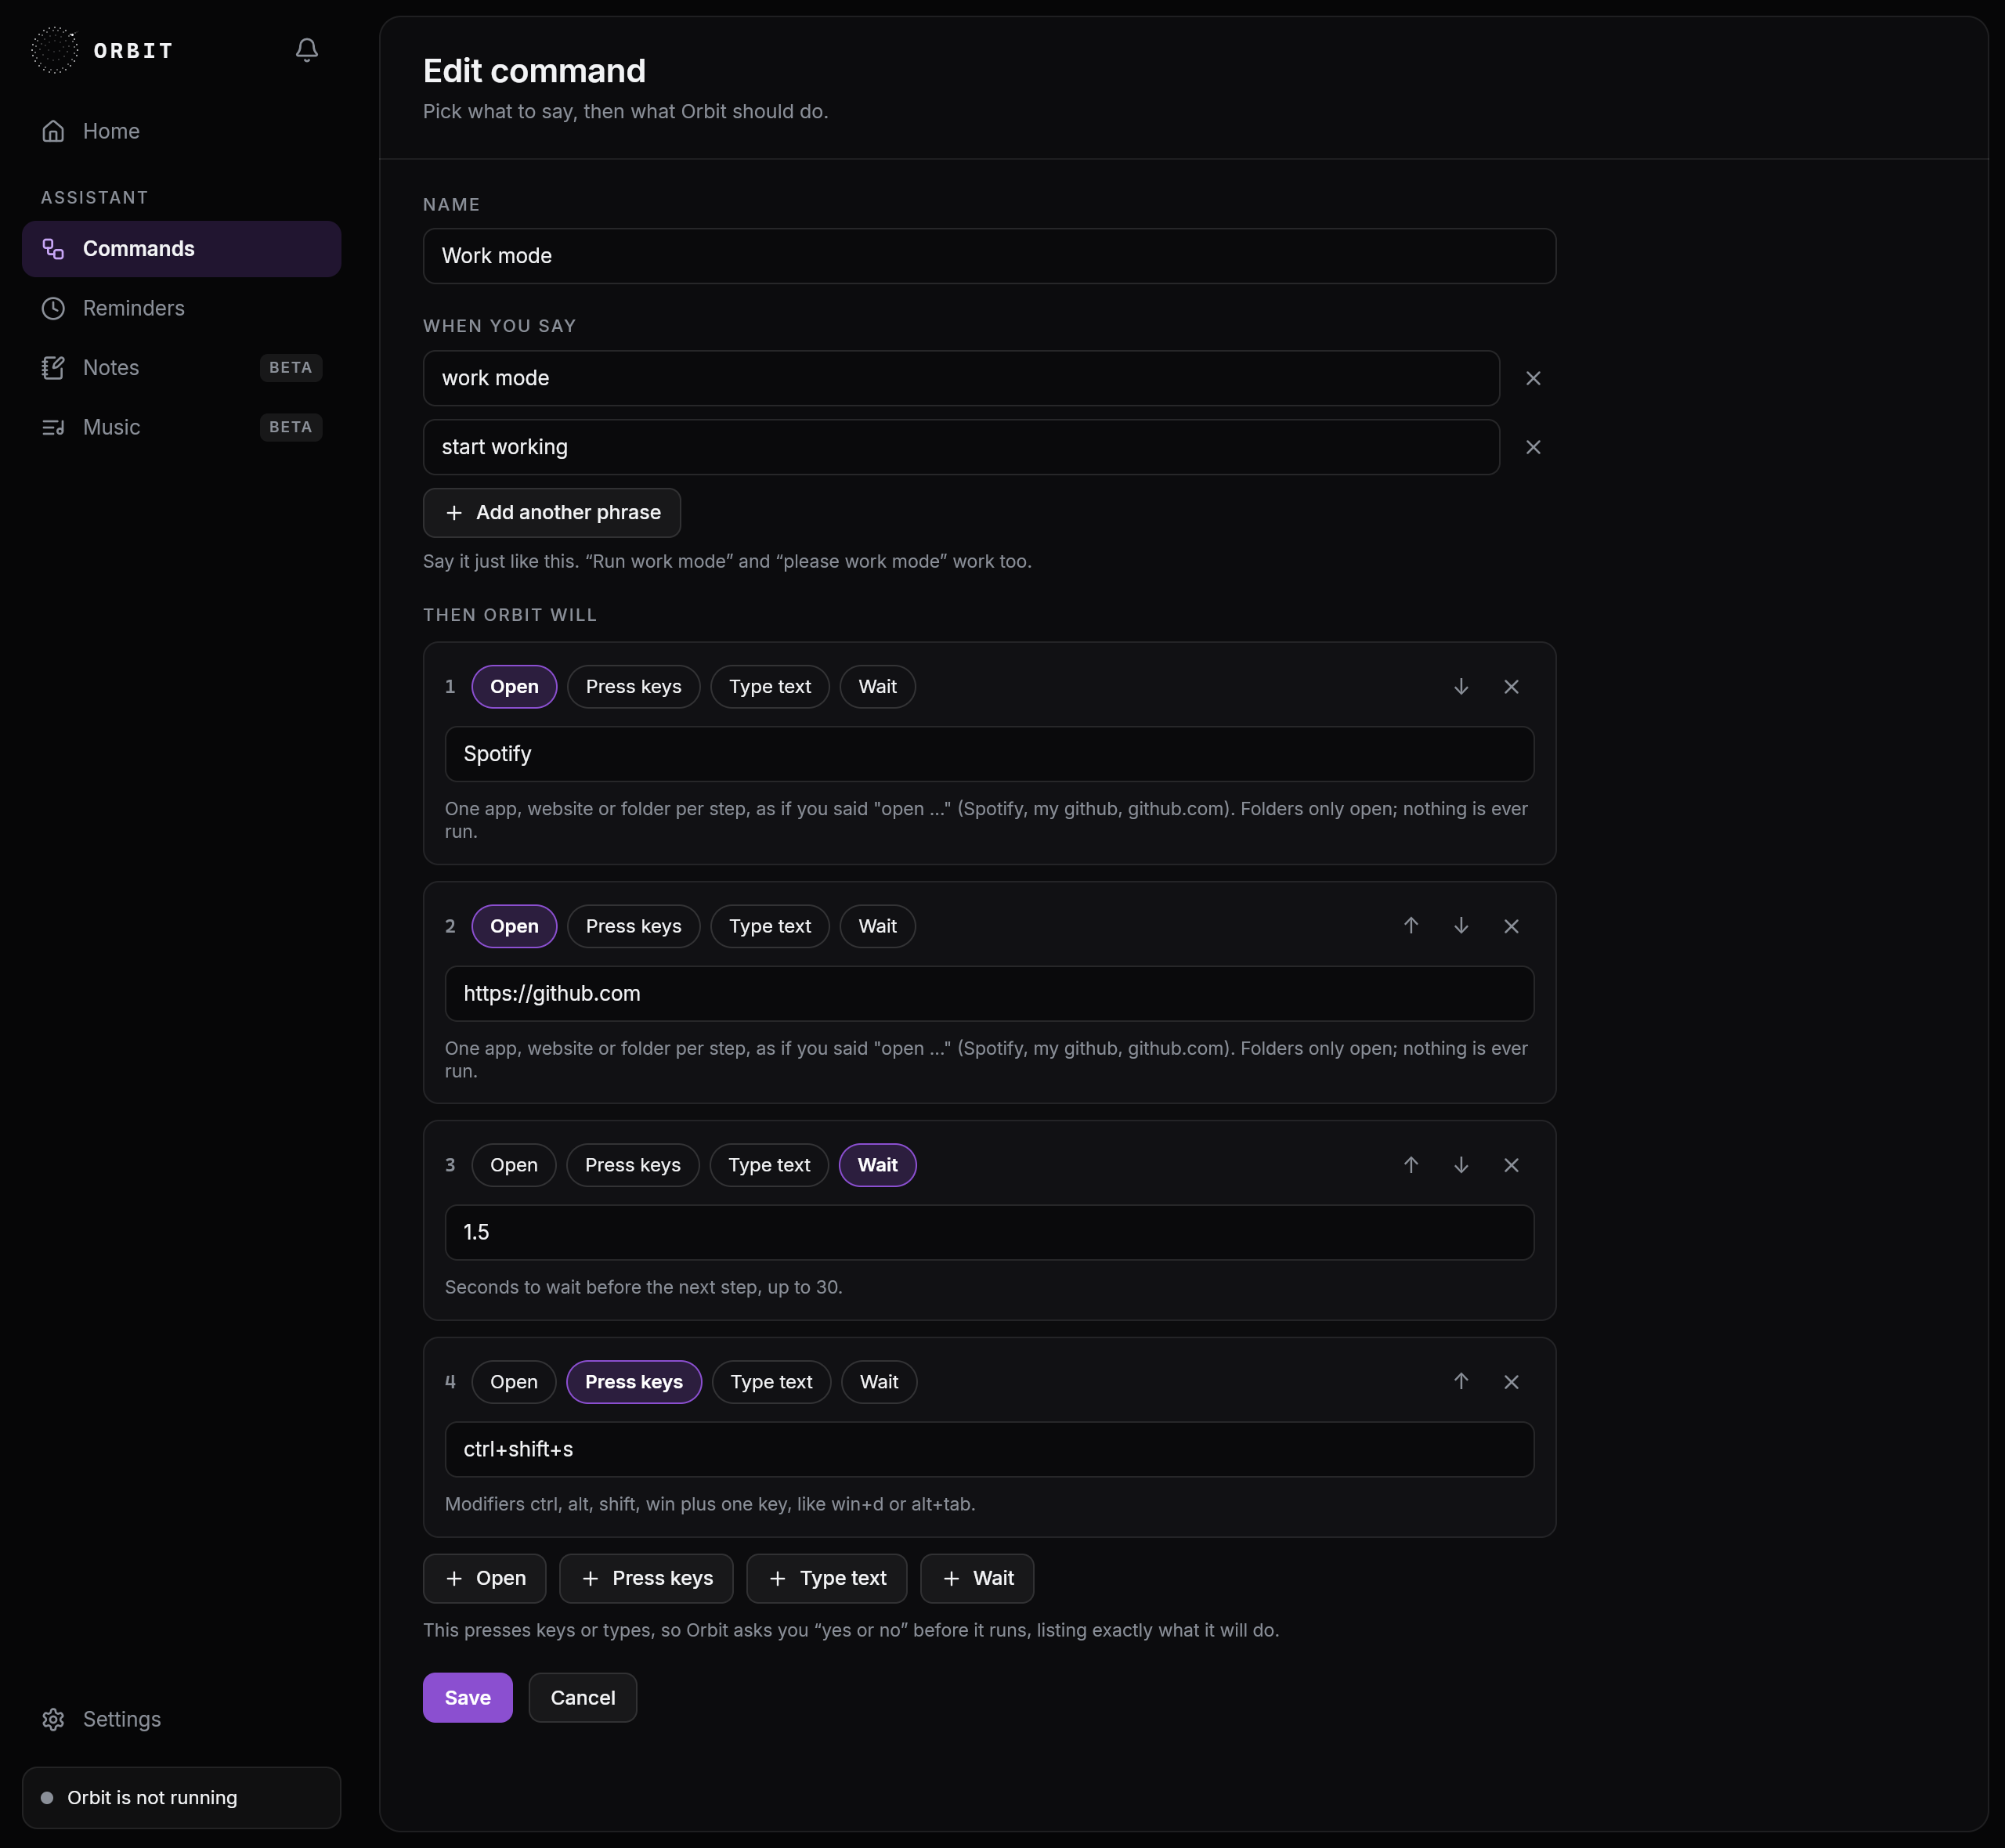 ORBIT
Home
ASSISTANT
Commands
Reminders
Notes BETA
Music BETA
Settings
Orbit is not running
Edit command
Pick what to say, then what Orbit should do.
NAME
Work mode
WHEN YOU SAY
work mode
start working
Add another phrase
Say it just like this. “Run work mode” and “please work mode” work too.
THEN ORBIT WILL
1 Open Press keys Type text Wait
Spotify
One app, website or folder per step, as if you said "open ..." (Spotify, my github, github.com). Folders only open; nothing is ever
run.
2 Open Press keys Type text Wait
https://github.com
One app, website or folder per step, as if you said "open ..." (Spotify, my github, github.com). Folders only open; nothing is ever
run.
3 Open Press keys Type text Wait
1.5
Seconds to wait before the next step, up to 30.
4 Open Press keys Type text Wait
ctrl+shift+s
Modifiers ctrl, alt, shift, win plus one key, like win+d or alt+tab.
Open Press keys Type text Wait
This presses keys or types, so Orbit asks you “yes or no” before it runs, listing exactly what it will do.
Save Cancel